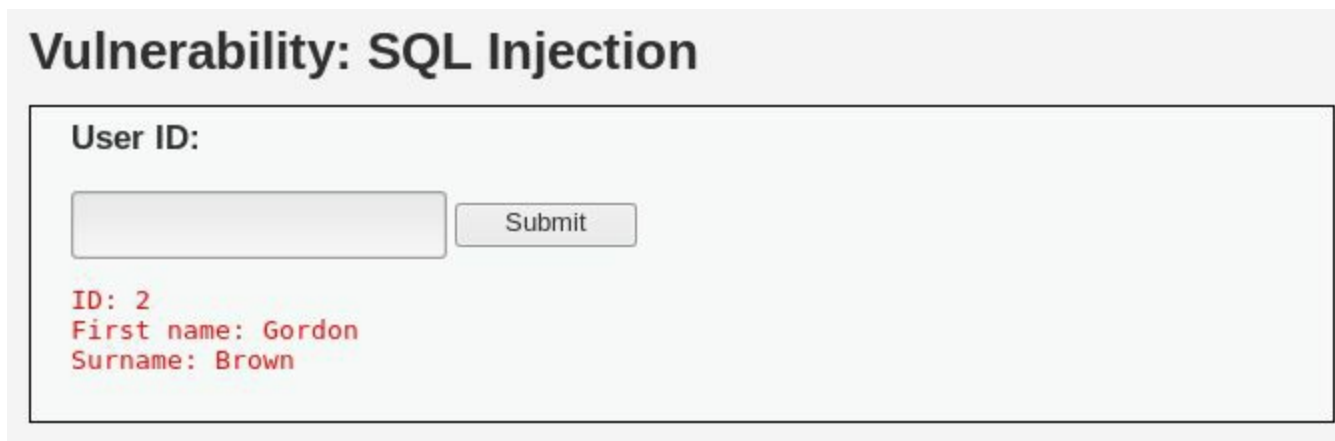 Vulnerability: SQL Injection
User ID:
Submit
ID: 2
First name: Gordon
Surname: Brown